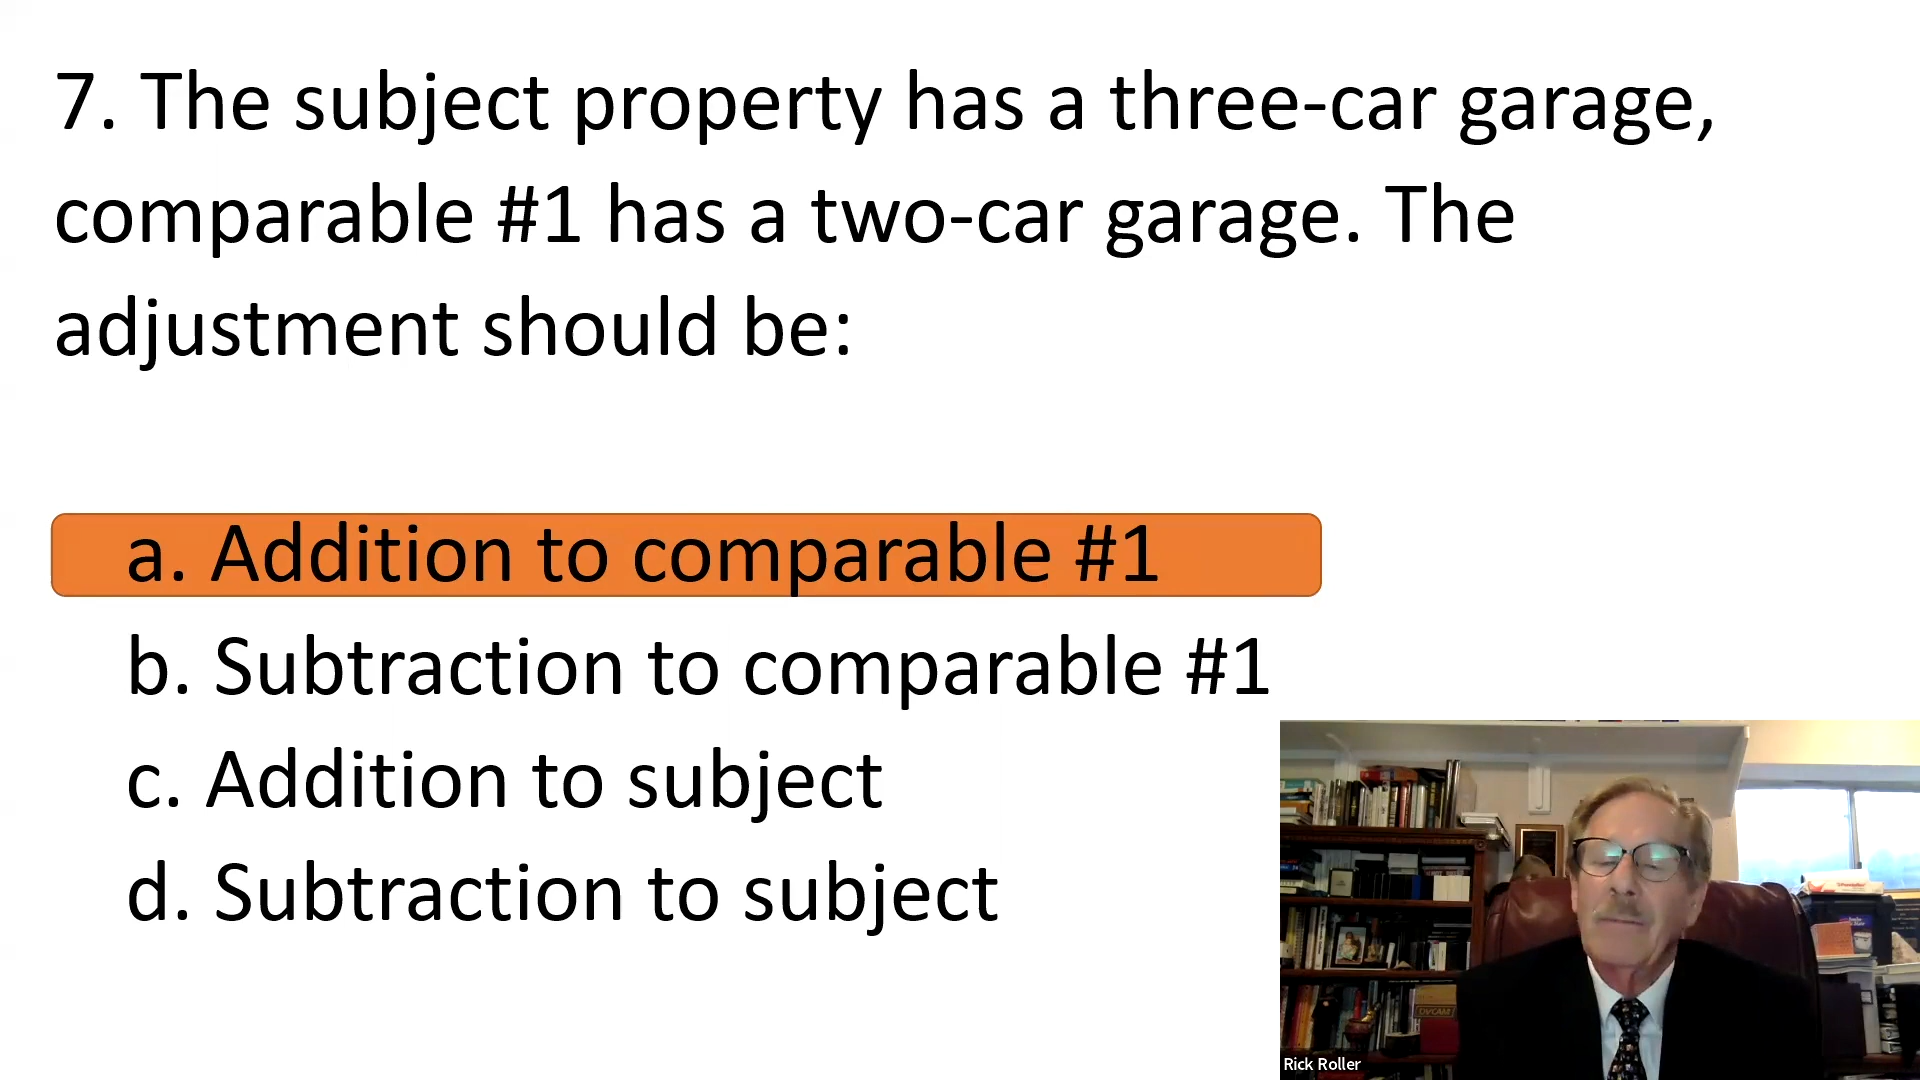 7. The subject property has a three-car garage,
comparable #1 has a two-car garage. The
adjustment should be:
a. Addition to comparable #1
b. Subtraction to comparable #1
c. Addition to subject
d. Subtraction to subject
Rick Roller